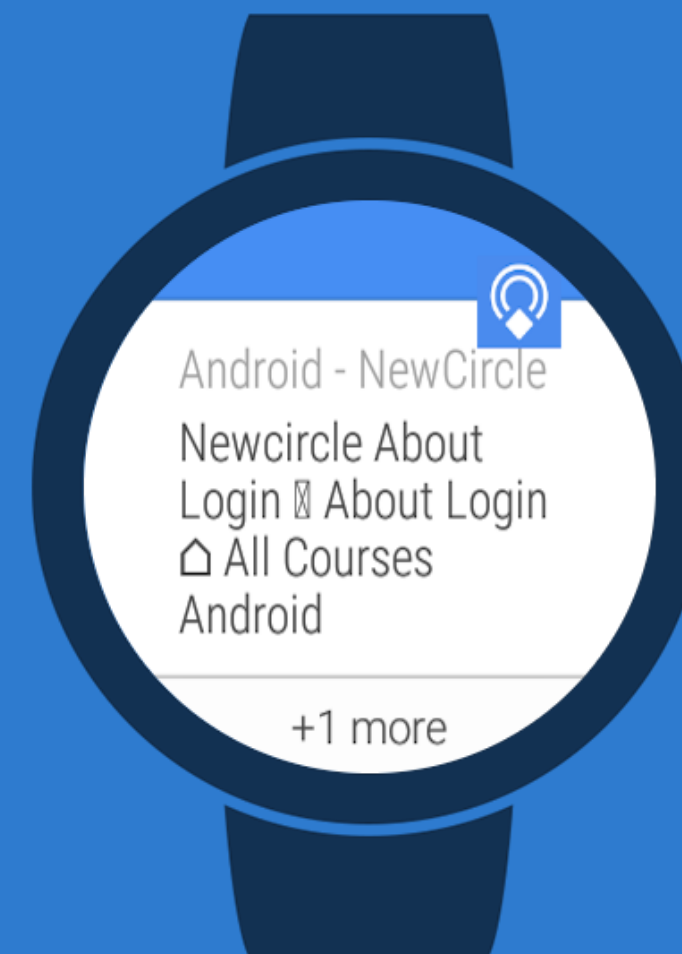 Android - NewCircle
Newcircle About
Login  About Login
⌂ All Courses
Android
+1 more